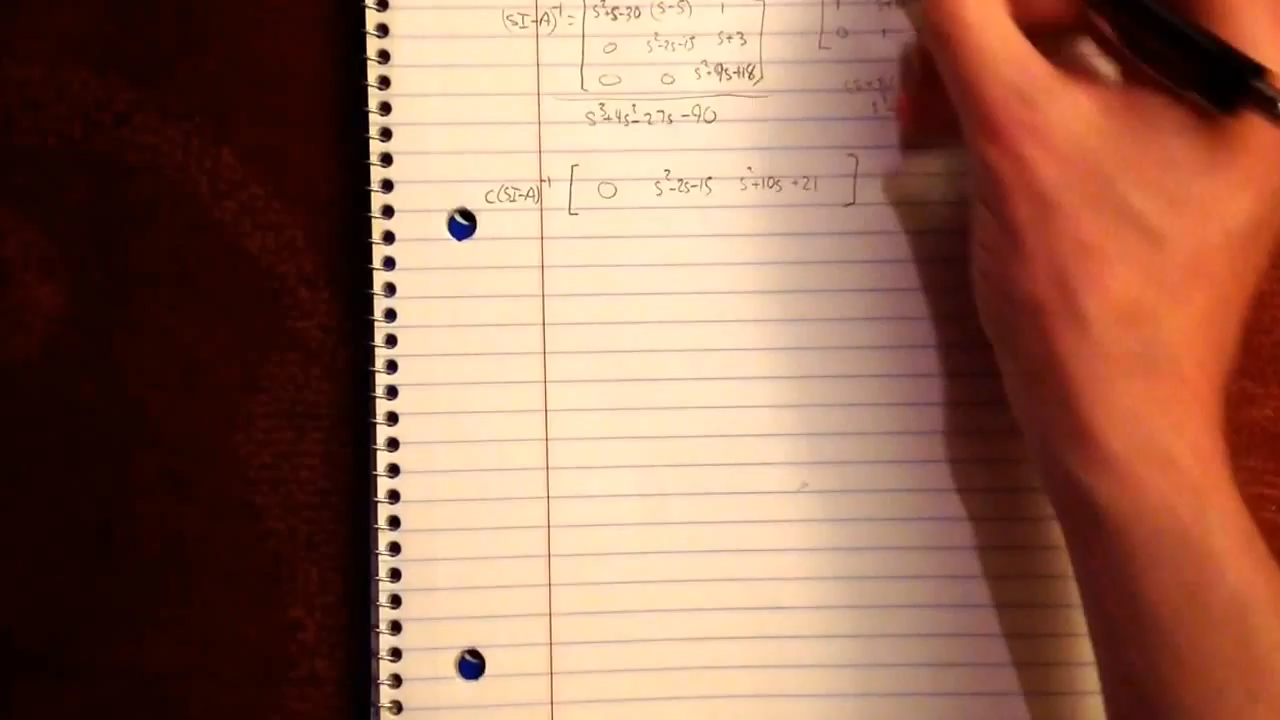 (SI-A)⁻¹ = [ s²+s-30 (s-5) 1
0 s²-2s-15 s+3
0 0 s²+9s+18 ]
s³+4s²-27s-90
C(SI-A)⁻¹ [ 0 s²-2s-15 s²+10s+21 ]